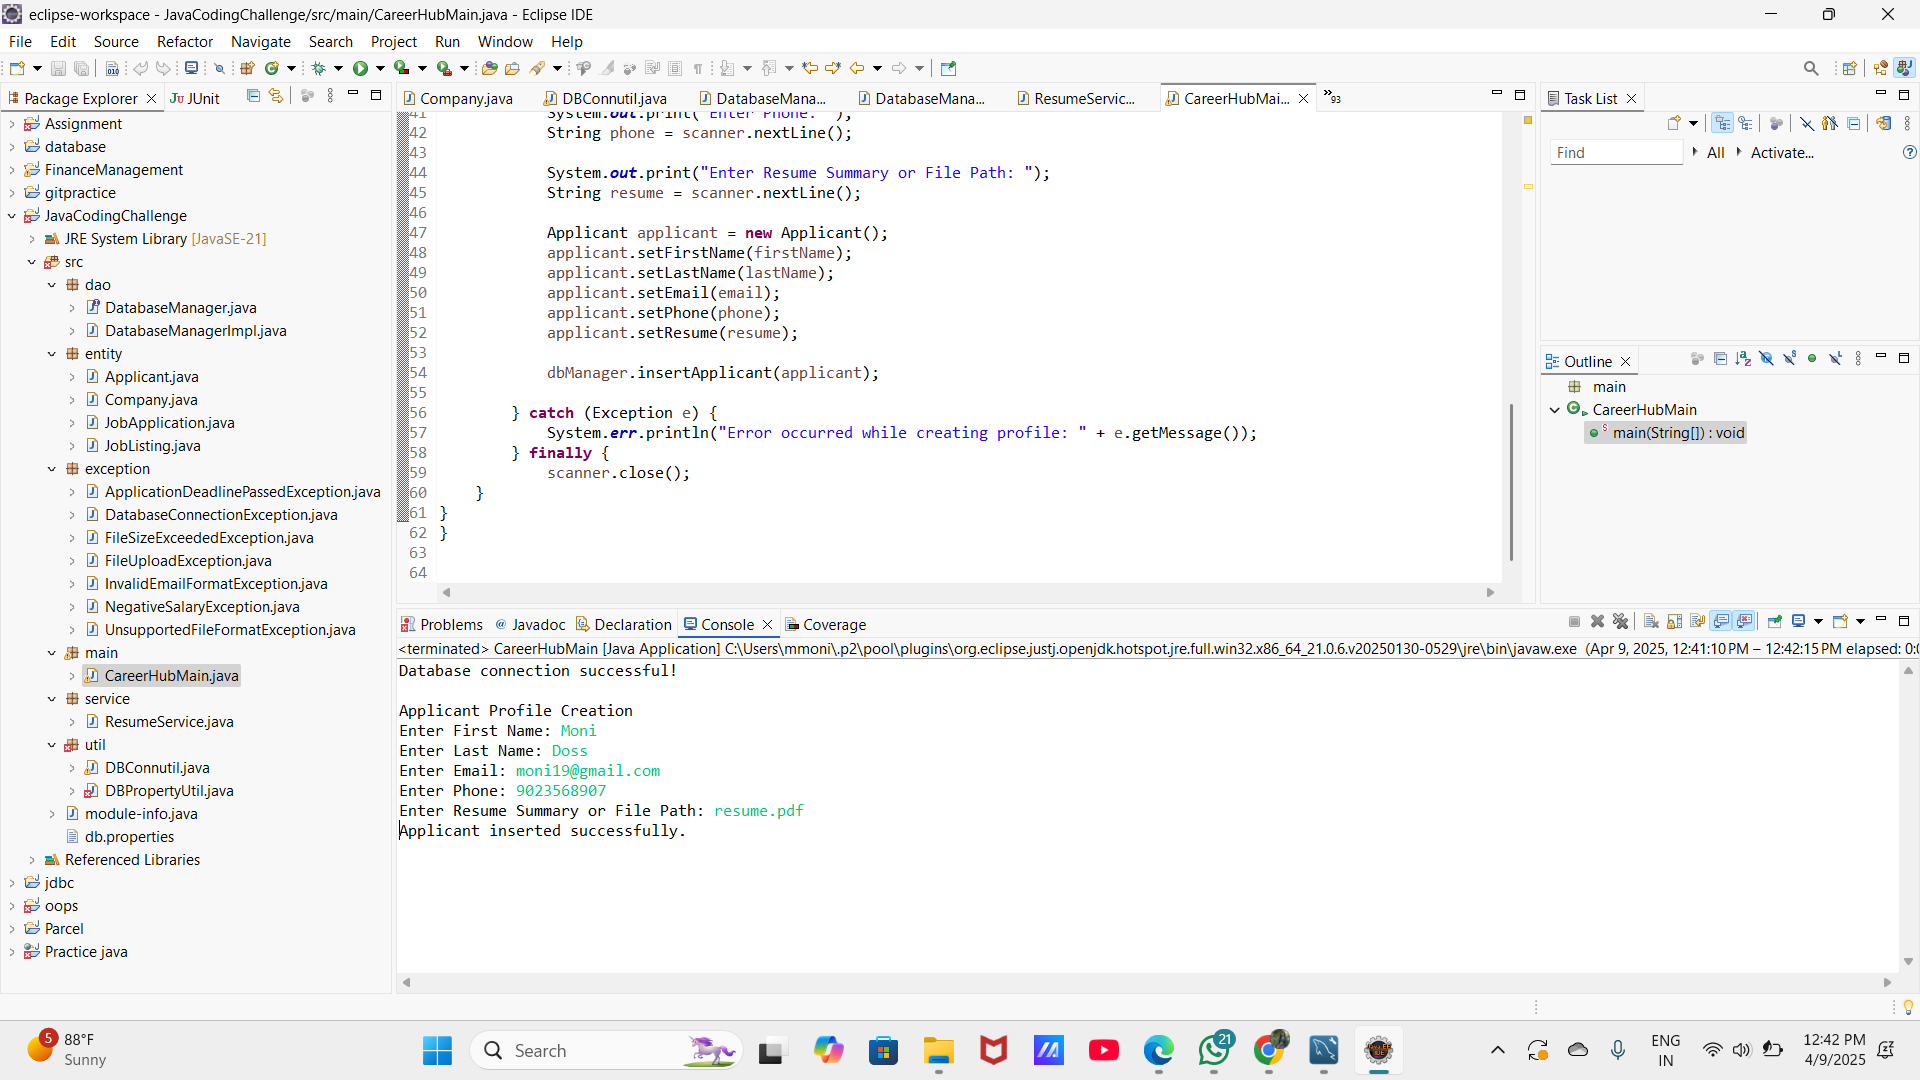 eclipse-workspace - JavaCodingChallenge/src/main/CareerHubMain.java - Eclipse IDE
File Edit Source Refactor Navigate Search Project Run Window Help
Package Explorer JUnit
Assignment
database
FinanceManagement
gitpractice
JavaCodingChallenge
JRE System Library [JavaSE-21]
src
dao
DatabaseManager.java
DatabaseManagerImpl.java
entity
Applicant.java
Company.java
JobApplication.java
JobListing.java
exception
ApplicationDeadlinePassedException.java
DatabaseConnectionException.java
FileSizeExceededException.java
FileUploadException.java
InvalidEmailFormatException.java
NegativeSalaryException.java
UnsupportedFileFormatException.java
main
CareerHubMain.java
service
ResumeService.java
util
DBConnutil.java
DBPropertyUtil.java
module-info.java
db.properties
Referenced Libraries
jdbc
oops
Parcel
Practice java
Company.java DBConnutil.java DatabaseMana... DatabaseMana... ResumeServic... CareerHubMai... »93
41 System.out.print("Enter Phone: ");
42 String phone = scanner.nextLine();
43
44 System.out.print("Enter Resume Summary or File Path: ");
45 String resume = scanner.nextLine();
46
47 Applicant applicant = new Applicant();
48 applicant.setFirstName(firstName);
49 applicant.setLastName(lastName);
50 applicant.setEmail(email);
51 applicant.setPhone(phone);
52 applicant.setResume(resume);
53
54 dbManager.insertApplicant(applicant);
55
56 } catch (Exception e) {
57 System.err.println("Error occurred while creating profile: " + e.getMessage());
58 } finally {
59 scanner.close();
60 }
61 }
62 }
63
64
Task List
Find All Activate...
Outline
main
CareerHubMain
main(String[]) : void
Problems @ Javadoc Declaration Console Coverage
<terminated> CareerHubMain [Java Application] C:\Users\mmoni\.p2\pool\plugins\org.eclipse.justj.openjdk.hotspot.jre.full.win32.x86_64_21.0.6.v20250130-0529\jre\bin\javaw.exe (Apr 9, 2025, 12:41:10 PM – 12:42:15 PM elapsed: 0:0
Database connection successful!
Applicant Profile Creation
Enter First Name: Moni
Enter Last Name: Doss
Enter Email: moni19@gmail.com
Enter Phone: 9023568907
Enter Resume Summary or File Path: resume.pdf
Applicant inserted successfully.
5
88°F
Sunny
Search
21
ENG
IN
12:42 PM
4/9/2025